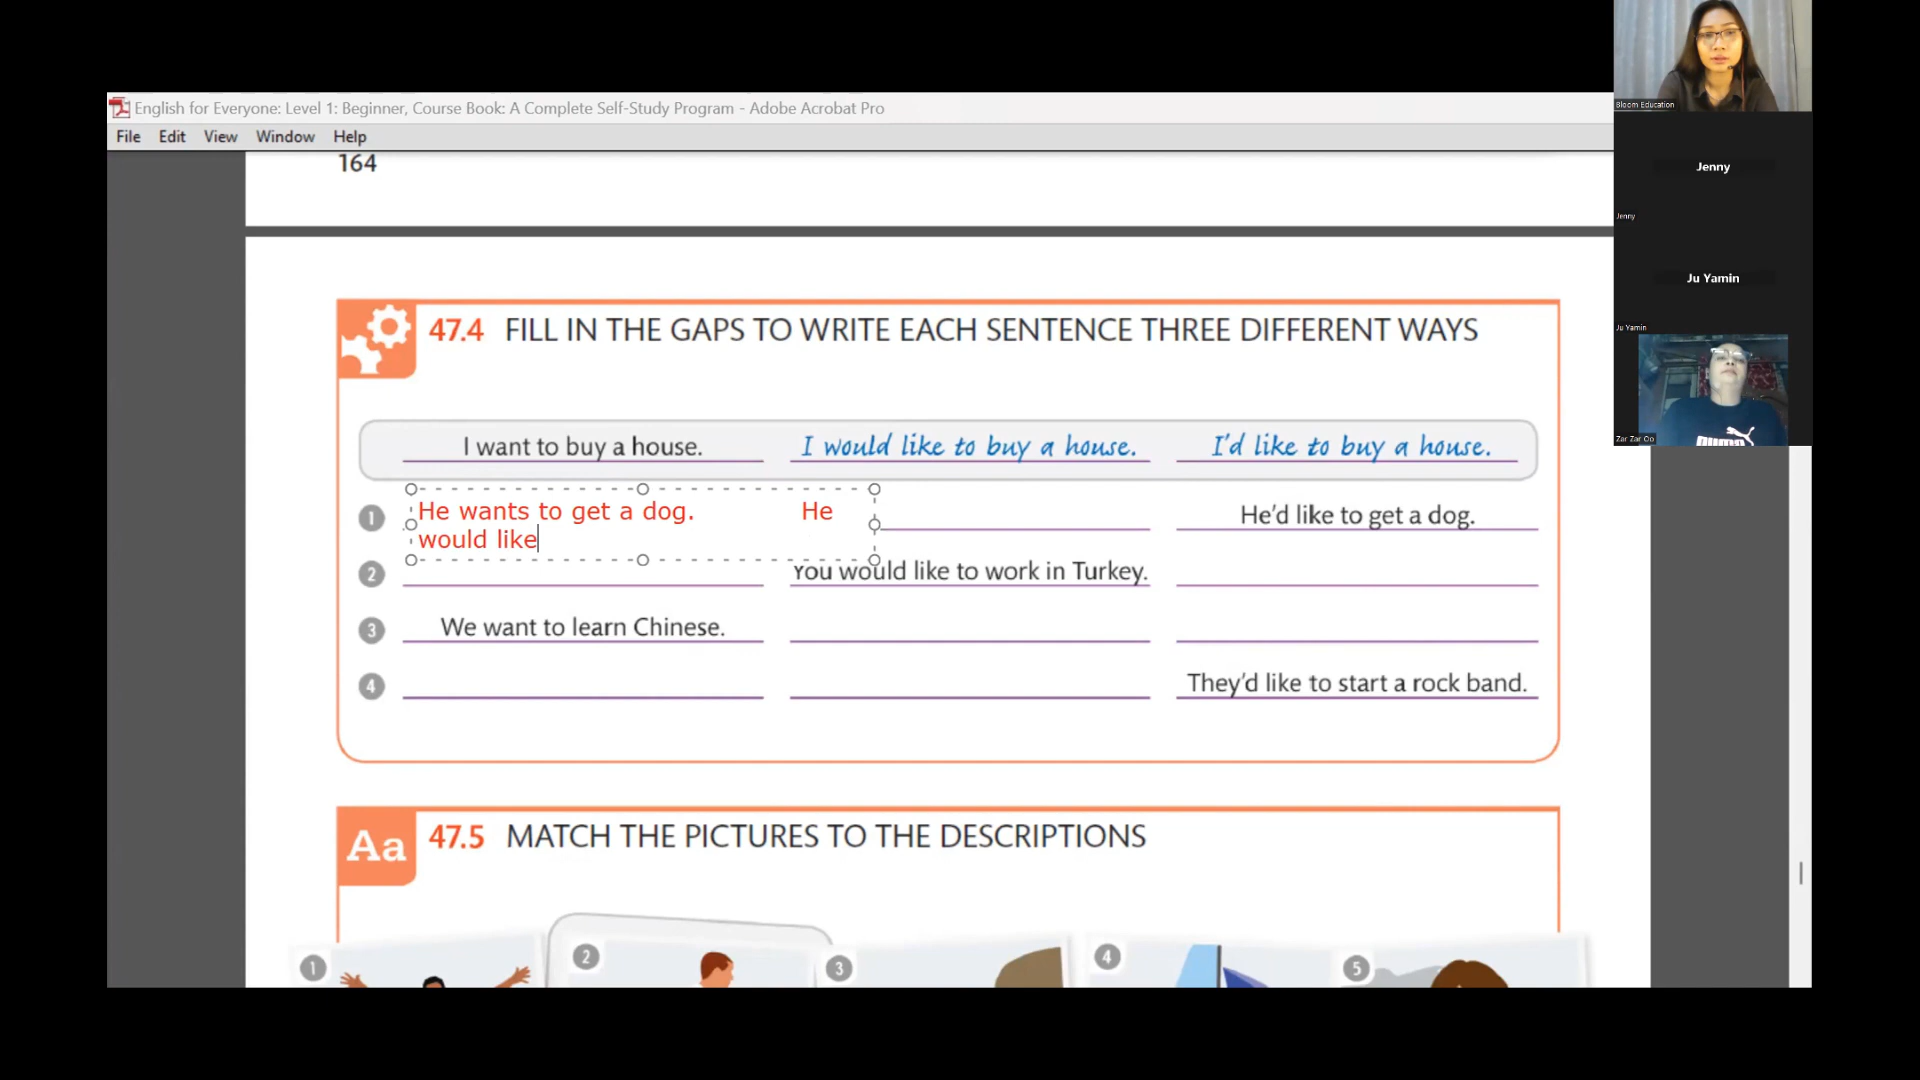 English for Everyone: Level 1: Beginner, Course Book: A Complete Self-Study Program - Adobe Acrobat Pro
File Edit View Window Help
164
47.4 FILL IN THE GAPS TO WRITE EACH SENTENCE THREE DIFFERENT WAYS
I want to buy a house. I would like to buy a house. I'd like to buy a house.
1 He wants to get a dog. He He'd like to get a dog.
would like
2 You would like to work in Turkey.
3 We want to learn Chinese.
4 They'd like to start a rock band.
Aa 47.5 MATCH THE PICTURES TO THE DESCRIPTIONS
1 2 3 4 5
Bloom Education
Jenny
Jenny
Ju Yamin
Ju Yamin
Zar Zar Oo
PUMA